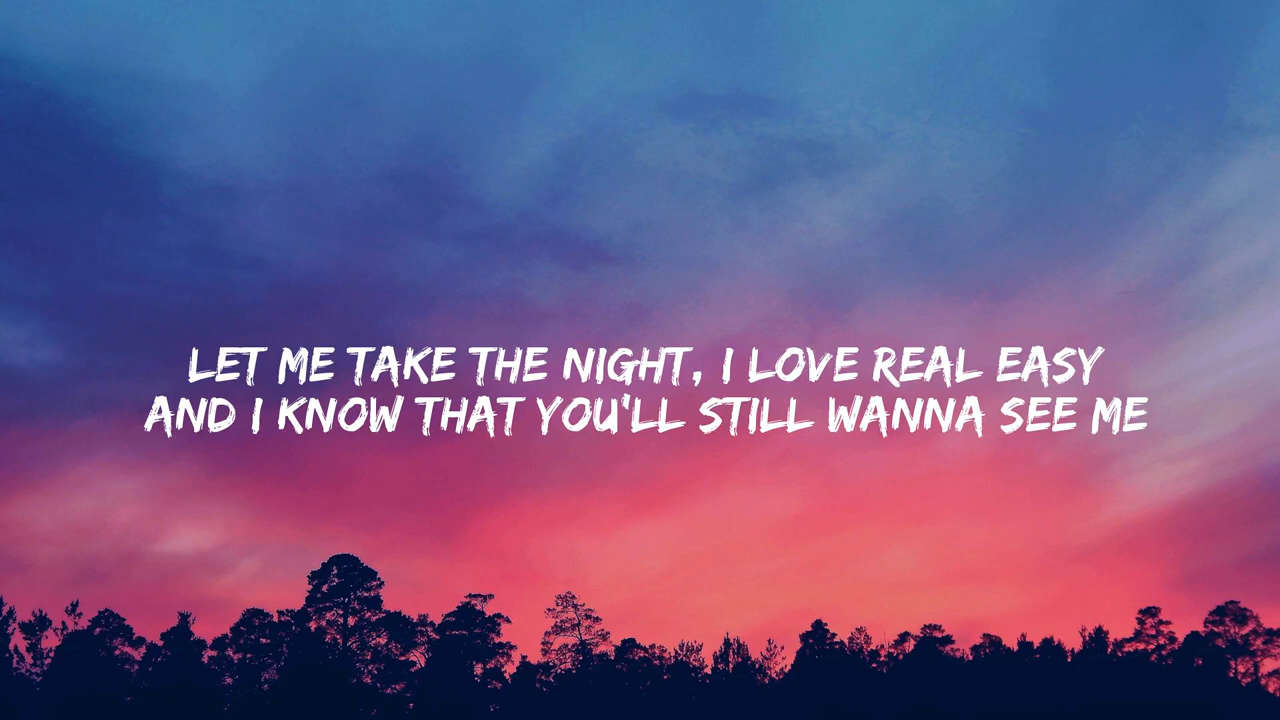 LET ME TAKE THE NIGHT, I LOVE REAL EASY
AND I KNOW THAT YOU'LL STILL WANNA SEE ME